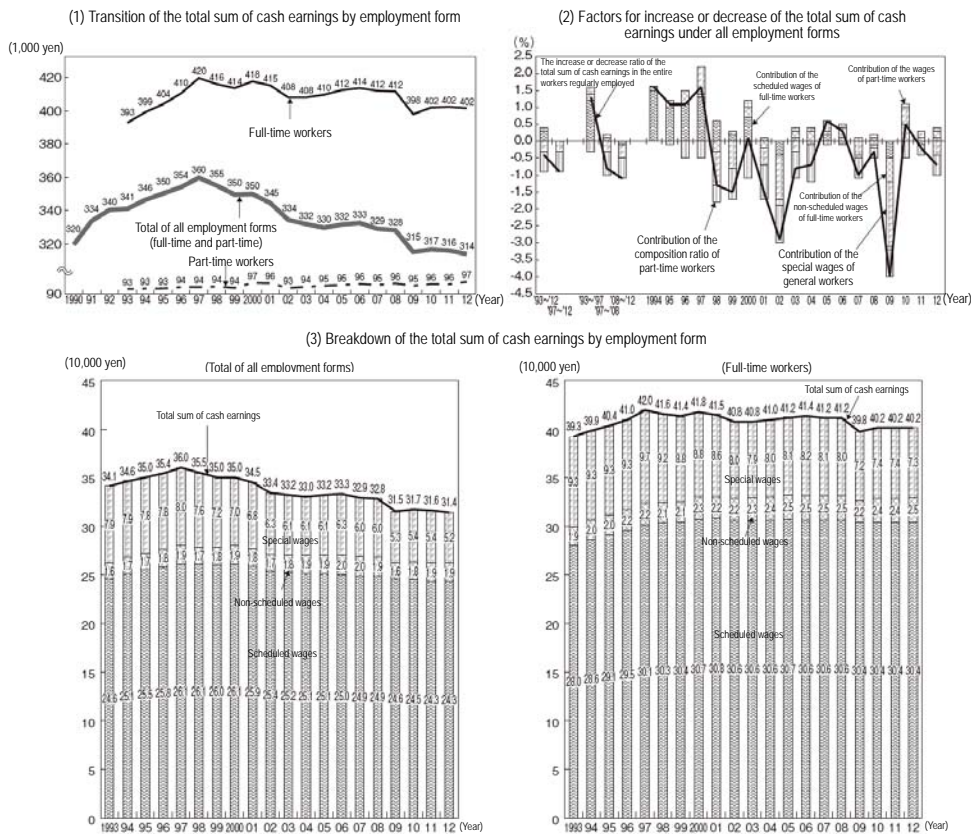 (1) Transition of the total sum of cash earnings by employment form
(1,000 yen)
420
400
380
360
340
320
90
393 399 404 410 420 416 414 418 415 408 408 410 412 414 412 412 398 402 402 402
Full-time workers
320 334 340 341 346 350 354 360 355 350 350 345 334 332 330 332 333 329 328 315 317 316 314
Total of all employment forms
(full-time and part-time)
Part-time workers
93 93 94 93 94 94 94 97 96 93 94 95 95 96 95 95 96 95 96 97
1990 91 92 93 94 95 96 97 98 99 2000 01 02 03 04 05 06 07 08 09 10 11 12 (Year)
(2) Factors for increase or decrease of the total sum of cash
earnings under all employment forms
(%)
2.5
2.0
1.5
1.0
0.5
0.0
-0.5
-1.0
-1.5
-2.0
-2.5
-3.0
-3.5
-4.0
-4.5
The increase or decrease ratio of the
total sum of cash earnings in the entire
workers regularly employed
Contribution of the
scheduled wages of
full-time workers
Contribution of the wages
of part-time workers
Contribution of the
composition ratio of
part-time workers
Contribution of the
non-scheduled wages
of full-time workers
Contribution of the
special wages of
general workers
'93~'12 '93~'97 '08~'12 1994 95 96 97 98 99 2000 01 02 03 04 05 06 07 08 09 10 11 12 (Year)
'97~'12 '97~'08
(3) Breakdown of the total sum of cash earnings by employment form
(10,000 yen)
(Total of all employment forms)
45
40
35
30
25
20
15
10
5
0
Total sum of cash earnings
34.1 34.6 35.0 35.4 36.0 35.5 35.0 35.0 34.5 33.4 33.2 33.0 33.2 33.3 32.9 32.8 31.5 31.7 31.6 31.4
7.9 7.9 7.8 7.8 8.0 7.6 7.2 7.0 6.8 6.3 6.1 6.1 6.1 6.3 6.0 6.0 5.3 5.4 5.4 5.2
Special wages
1.6 1.7 1.7 1.8 1.9 1.7 1.8 1.9 1.8 1.7 1.8 1.9 1.9 2.0 2.0 1.9 1.6 1.8 1.9 1.9
Non-scheduled wages
Scheduled wages
24.6 25.1 25.5 25.8 26.1 26.1 26.0 26.1 25.9 25.4 25.2 25.1 25.1 25.0 24.9 24.9 24.6 24.5 24.3 24.3
1993 94 95 96 97 98 99 2000 01 02 03 04 05 06 07 08 09 10 11 12 (Year)
(10,000 yen)
(Full-time workers)
45
40
35
30
25
20
15
10
5
0
Total sum of cash earnings
39.3 39.9 40.4 41.0 42.0 41.6 41.4 41.8 41.5 40.8 40.8 41.0 41.2 41.4 41.2 41.2 39.8 40.2 40.2 40.2
9.3 9.3 9.3 9.3 9.7 9.2 8.8 8.8 8.6 8.0 7.9 8.0 8.0 8.1 8.2 8.0 7.2 7.4 7.4 7.3
Special wages
1.9 2.0 2.0 2.2 2.2 2.1 2.1 2.3 2.2 2.2 2.3 2.4 2.5 2.5 2.5 2.5 2.2 2.4 2.4 2.5
Non-scheduled wages
Scheduled wages
28.0 28.6 29.1 29.5 30.1 30.3 30.4 30.7 30.8 30.6 30.6 30.6 30.7 30.6 30.6 30.6 30.4 30.4 30.4 30.4
1993 94 95 96 97 98 99 2000 01 02 03 04 05 06 07 08 09 10 11 12 (Year)